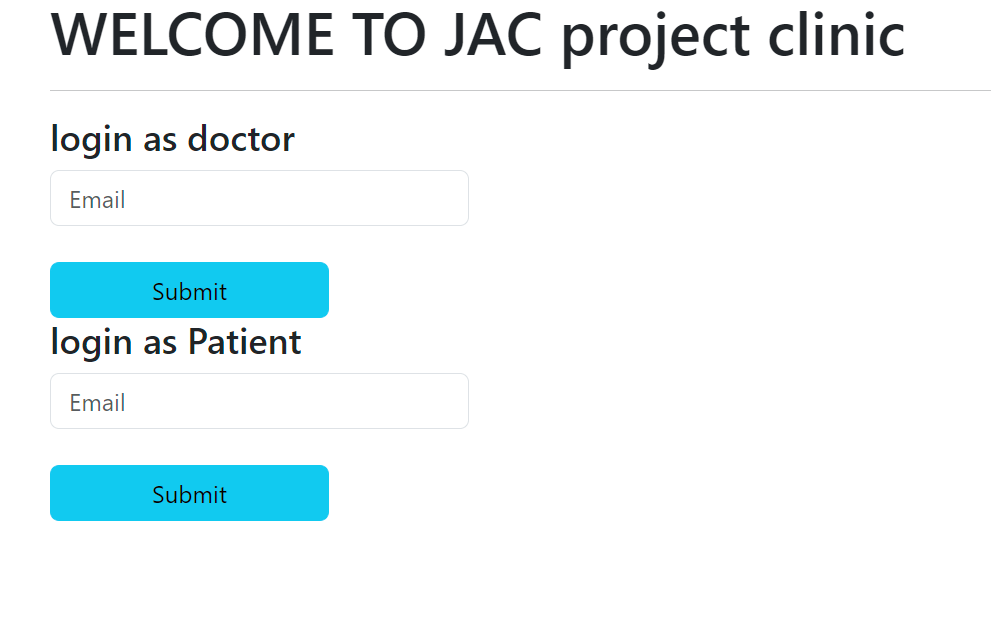 WELCOME TO JAC project clinic
login as doctor
Email
Submit
login as Patient
Email
Submit